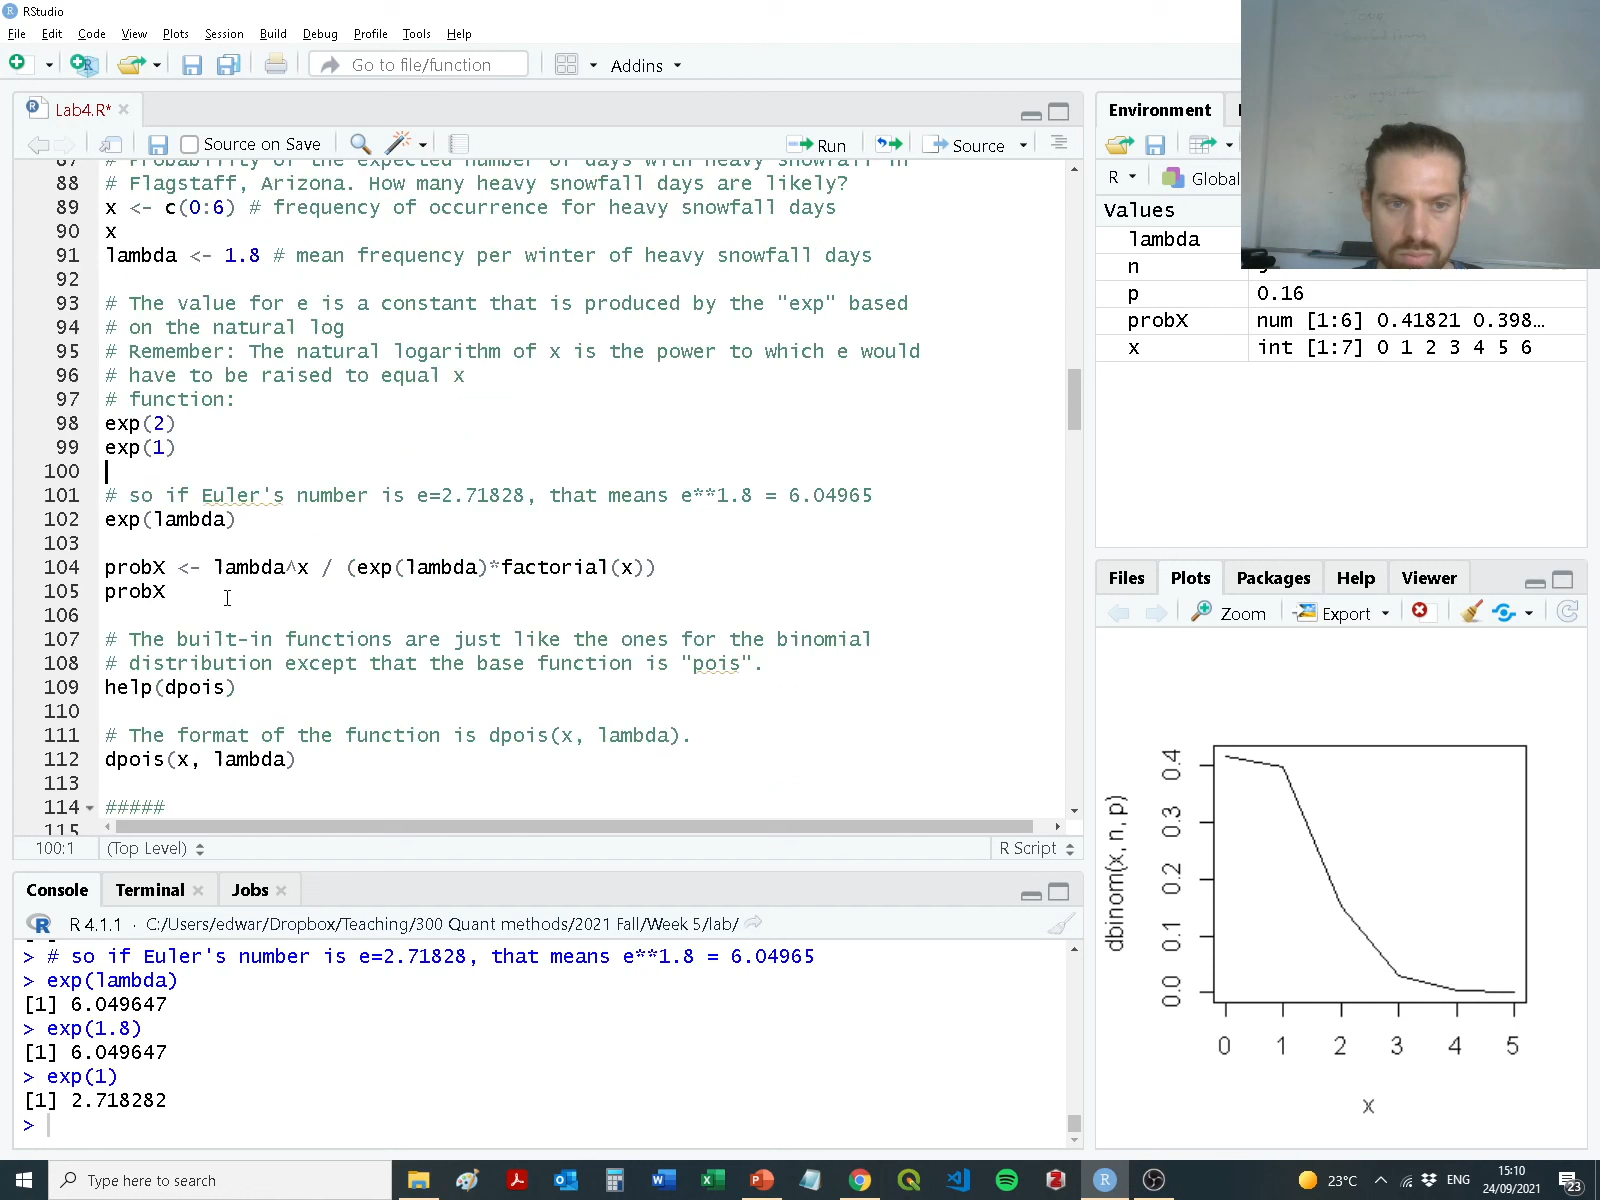 RStudio
File Edit Code View Plots Session Build Debug Profile Tools Help
Go to file/function Addins
Lab4.R*
Source on Save Run Source
87 # Probability of the expected number of days with heavy snowfall in
88 # Flagstaff, Arizona. How many heavy snowfall days are likely?
89 x <- c(0:6) # frequency of occurrence for heavy snowfall days
90 x
91 lambda <- 1.8 # mean frequency per winter of heavy snowfall days
92
93 # The value for e is a constant that is produced by the "exp" based
94 # on the natural log
95 # Remember: The natural logarithm of x is the power to which e would
96 # have to be raised to equal x
97 # function:
98 exp(2)
99 exp(1)
100
101 # so if Euler's number is e=2.71828, that means e**1.8 = 6.04965
102 exp(lambda)
103
104 probX <- lambda^x / (exp(lambda)*factorial(x))
105 probX
106
107 # The built-in functions are just like the ones for the binomial
108 # distribution except that the base function is "pois".
109 help(dpois)
110
111 # The format of the function is dpois(x, lambda).
112 dpois(x, lambda)
113
114 #####
115
100:1 (Top Level) R Script
Console Terminal Jobs
R 4.1.1 · C:/Users/edwar/Dropbox/Teaching/300 Quant methods/2021 Fall/Week 5/lab/
> # so if Euler's number is e=2.71828, that means e**1.8 = 6.04965
> exp(lambda)
[1] 6.049647
> exp(1.8)
[1] 6.049647
> exp(1)
[1] 2.718282
>
Environment
R Global
Values
lambda
n
p 0.16
probX num [1:6] 0.41821 0.398…
x int [1:7] 0 1 2 3 4 5 6
Files Plots Packages Help Viewer
Zoom Export
dbinom(x, n, p)
0.4
0.3
0.2
0.1
0.0
0 1 2 3 4 5
x
Type here to search
23°C ENG 15:10
24/09/2021
23